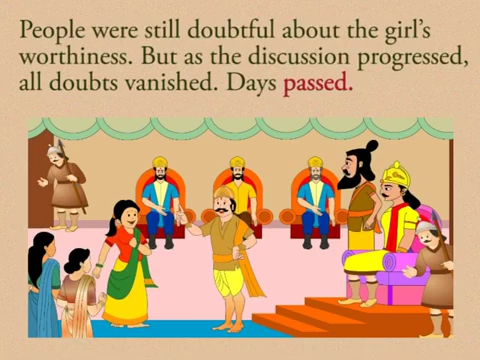 People were still doubtful about the girl’s
worthiness. But as the discussion progressed,
all doubts vanished. Days passed.